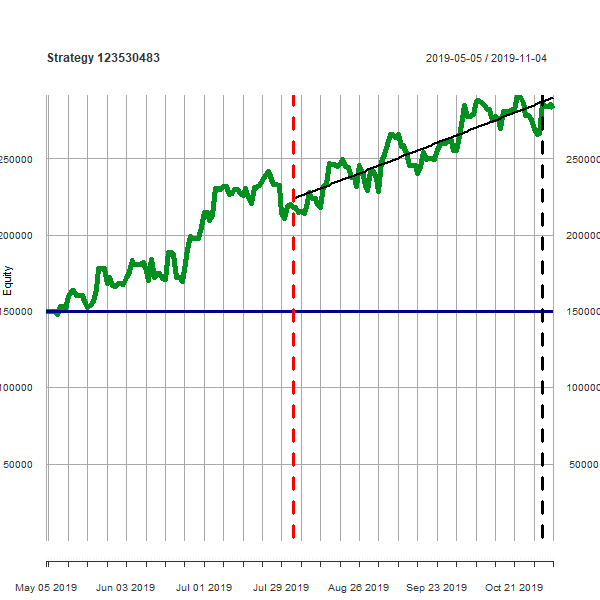 Strategy 123530483
2019-05-05 / 2019-11-04
250000 250000
200000 200000
Equity
150000 150000
100000 100000
50000 50000
May 05 2019 Jun 03 2019 Jul 01 2019 Jul 29 2019 Aug 26 2019 Sep 23 2019 Oct 21 2019